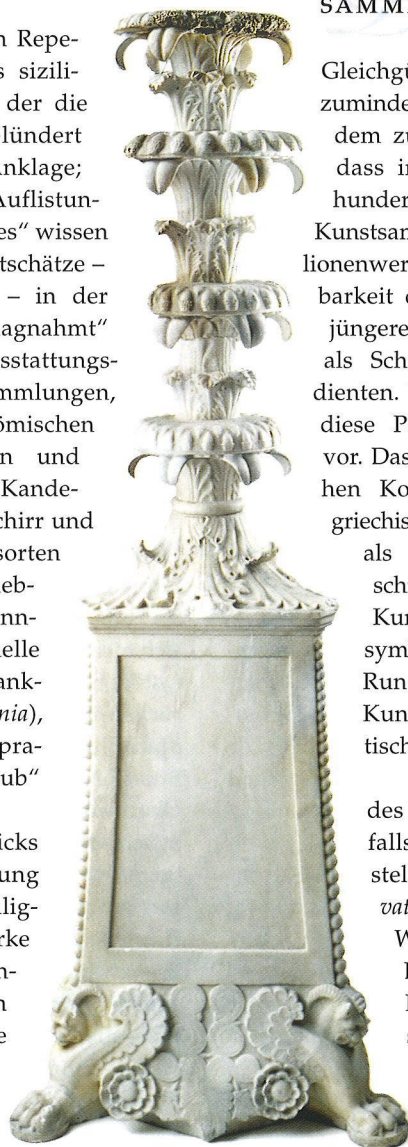 n Repe-
s sizili-
der die
lündert
nklage;
Auflistun-
es“ wissen
tschätze –
– in der
lagnahmt“
sstattungs-
mmlungen,
ömischen
n und
Kande-
chirr und
sorten
ieb-
nn-
elle
ank-
nia),
pra-
ub“
icks
ung
lig-
rke
n-
n
e
SAMM
Gleichgü
zuminde
dem zu
dass in
hunder
Kunstsan
lionenwer
barkeit d
jüngere
als Sch
dienten.
diese P
vor. Das
hen Ko
griechis
als
sch
Kun
sym
Run
Kun
tisch
des
falls
stel
vat
W